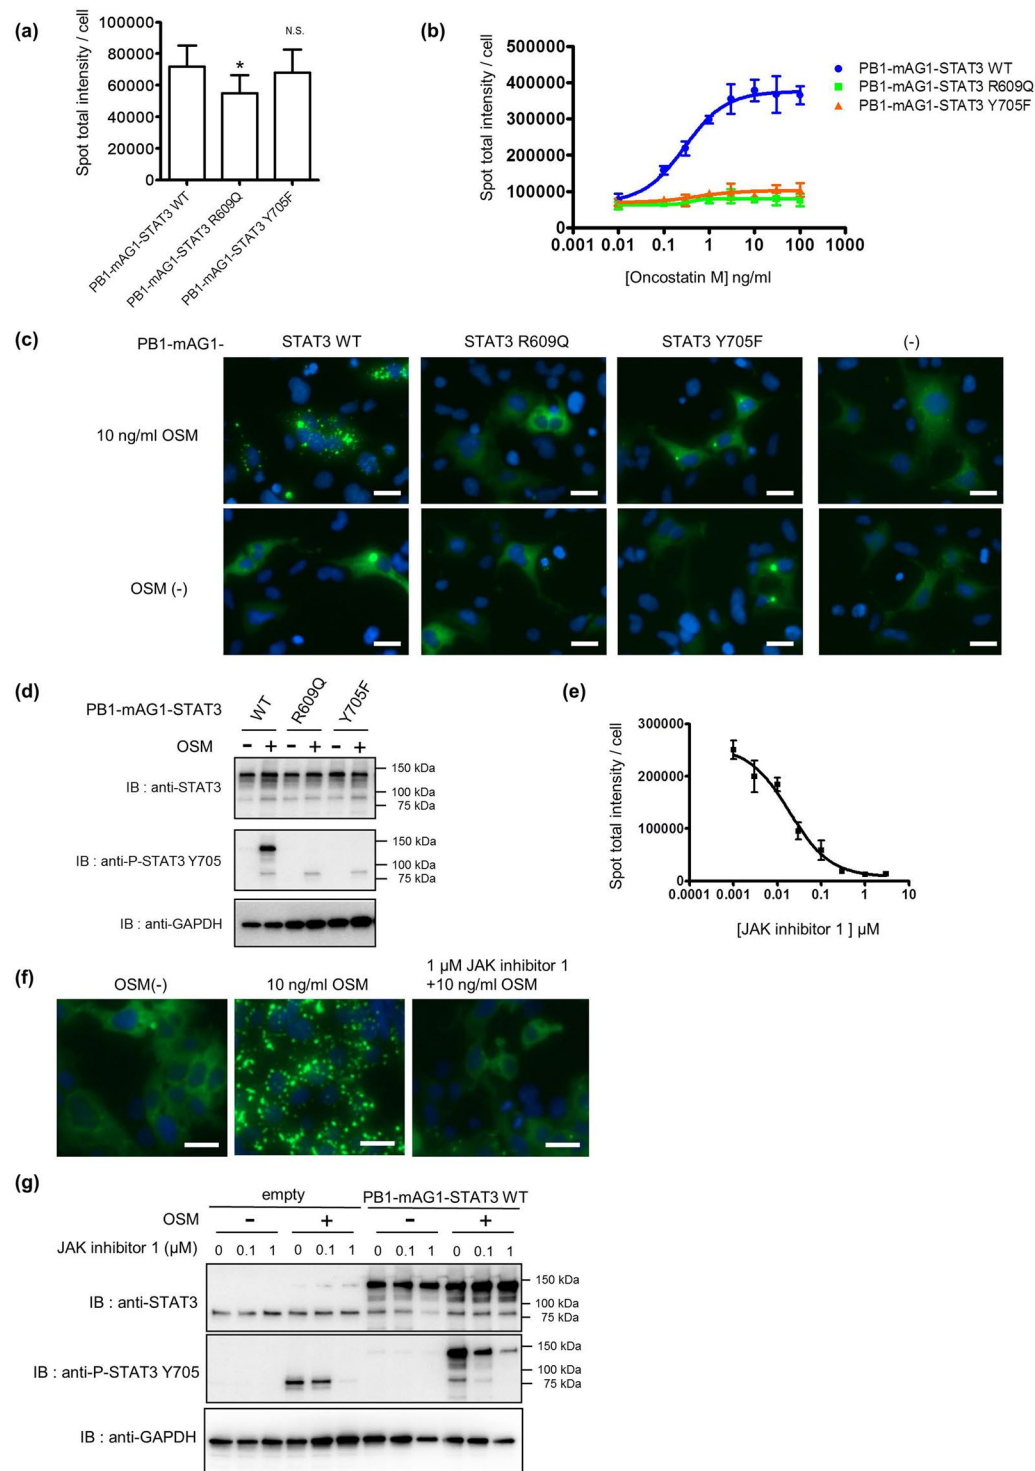 (a)
Spot total intensity / cell
100000
80000
60000
40000
20000
0
*
N.S.
PB1-mAG1-STAT3 WT
PB1-mAG1-STAT3 R609Q
PB1-mAG1-STAT3 Y705F
(b)
Spot total intensity / cell
500000
400000
300000
200000
100000
0
0.001 0.01 0.1 1 10 100 1000
[Oncostatin M] ng/ml
PB1-mAG1-STAT3 WT
PB1-mAG1-STAT3 R609Q
PB1-mAG1-STAT3 Y705F
(c)
PB1-mAG1- STAT3 WT STAT3 R609Q STAT3 Y705F (-)
10 ng/ml OSM
OSM (-)
(d)
PB1-mAG1-STAT3 WT R609Q Y705F
OSM - + - + - +
IB : anti-STAT3
150 kDa
100 kDa
75 kDa
IB : anti-P-STAT3 Y705
150 kDa
100 kDa
75 kDa
IB : anti-GAPDH
(e)
Spot total intensity / cell
300000
200000
100000
0
0.0001 0.001 0.01 0.1 1 10
[JAK inhibitor 1 ] µM
(f)
OSM(-)
10 ng/ml OSM
1 µM JAK inhibitor 1
+10 ng/ml OSM
(g)
empty PB1-mAG1-STAT3 WT
OSM - + - +
JAK inhibitor 1 (µM) 0 0.1 1 0 0.1 1 0 0.1 1 0 0.1 1
IB : anti-STAT3
150 kDa
100 kDa
75 kDa
IB : anti-P-STAT3 Y705
150 kDa
100 kDa
75 kDa
IB : anti-GAPDH